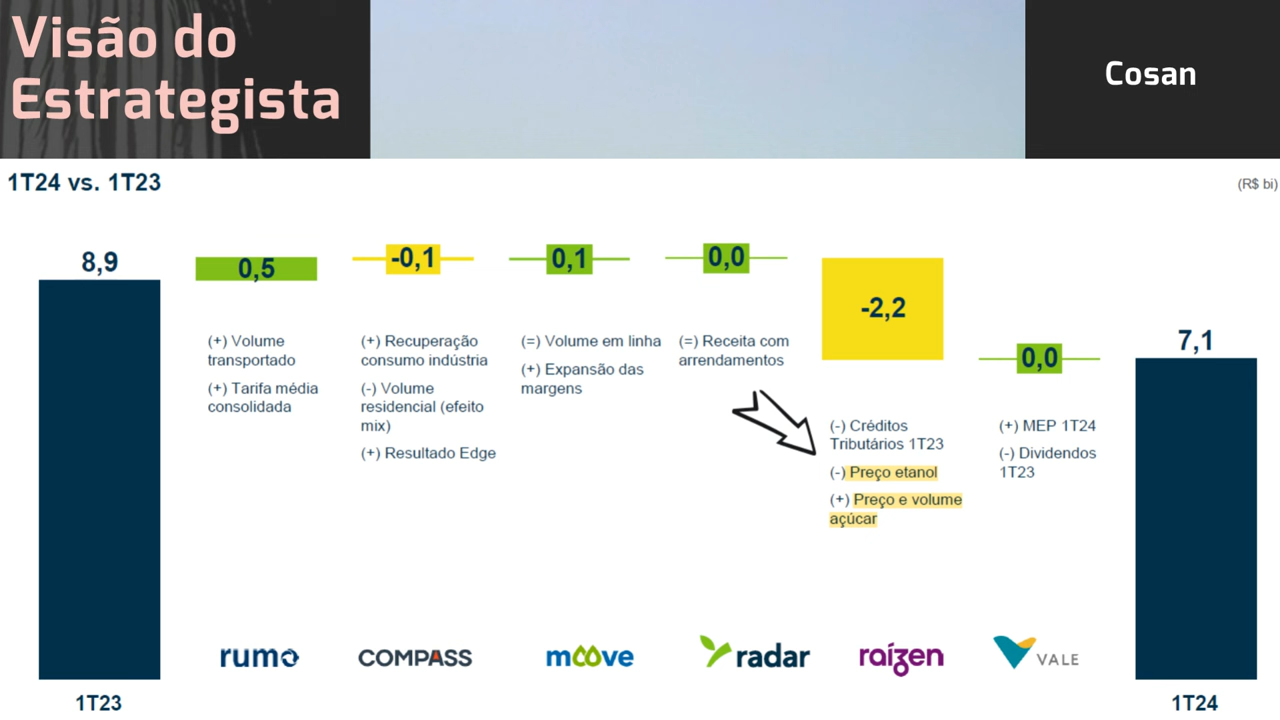 Visão do
Estrategista
Cosan
1T24 vs. 1T23
(R$ bi)
8,9
0,5
-0,1
0,1
0,0
-2,2
0,0
7,1
(+) Volume
transportado
(+) Tarifa média
consolidada
(+) Recuperação
consumo indústria
(-) Volume
residencial (efeito
mix)
(+) Resultado Edge
(=) Volume em linha
(+) Expansão das
margens
(=) Receita com
arrendamentos
(-) Créditos
Tributários 1T23
(-) Preço etanol
(+) Preço e volume
açúcar
(+) MEP 1T24
(-) Dividendos
1T23
rumo
COMPASS
moove
radar
raízen
VALE
1T23
1T24